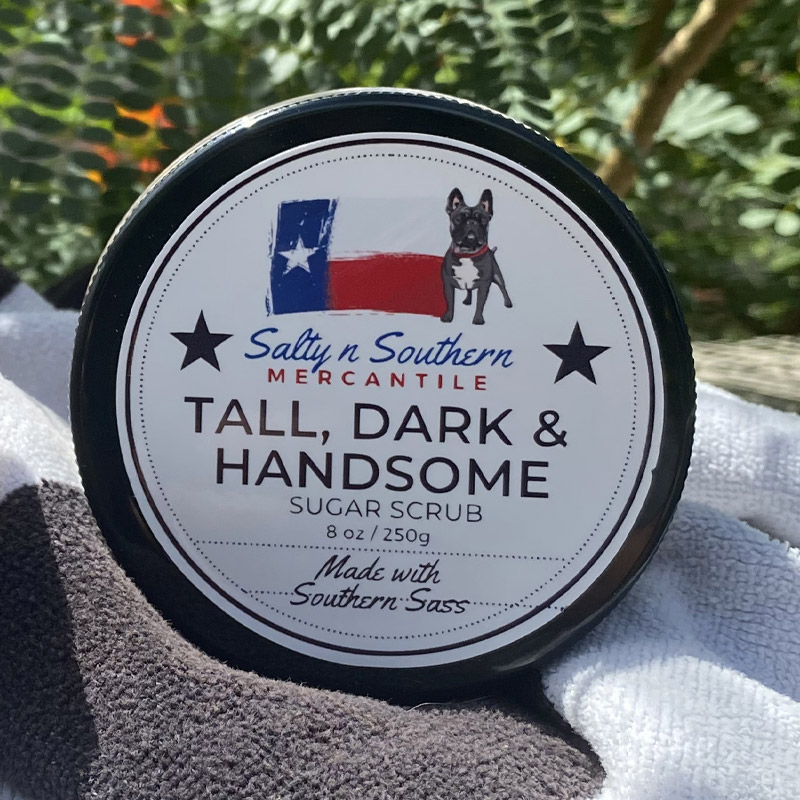 Salty n Southern
MERCANTILE
TALL, DARK &
HANDSOME
SUGAR SCRUB
8 oz / 250g
Made with
Southern Sass